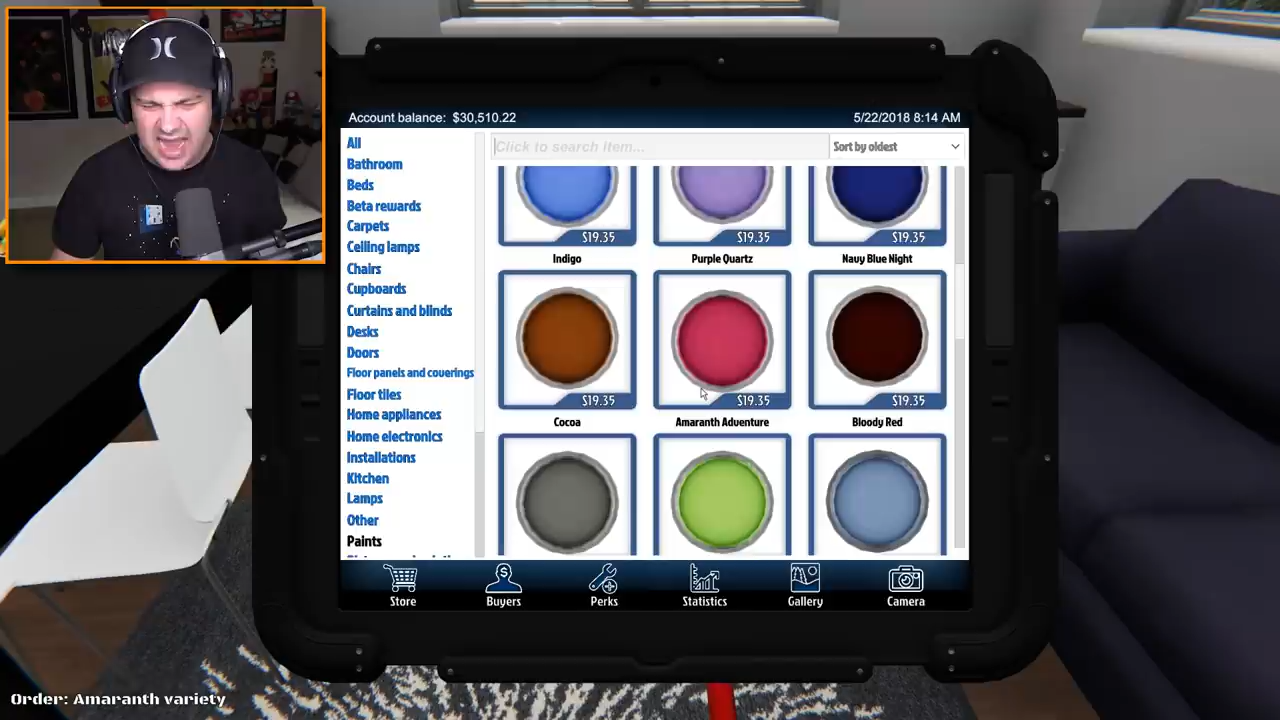 Account balance: $30,510.22
5/22/2018 8:14 AM
All
Bathroom
Beds
Beta rewards
Carpets
Ceiling lamps
Chairs
Cupboards
Curtains and blinds
Desks
Doors
Floor panels and coverings
Floor tiles
Home appliances
Home electronics
Installations
Kitchen
Lamps
Other
Paints
Click to search item...
Sort by oldest
$19.35
$19.35
$19.35
Indigo
Purple Quartz
Navy Blue Night
$19.35
$19.35
$19.35
Cocoa
Amaranth Adventure
Bloody Red
Store
Buyers
Perks
Statistics
Gallery
Camera
Order: Amaranth variety